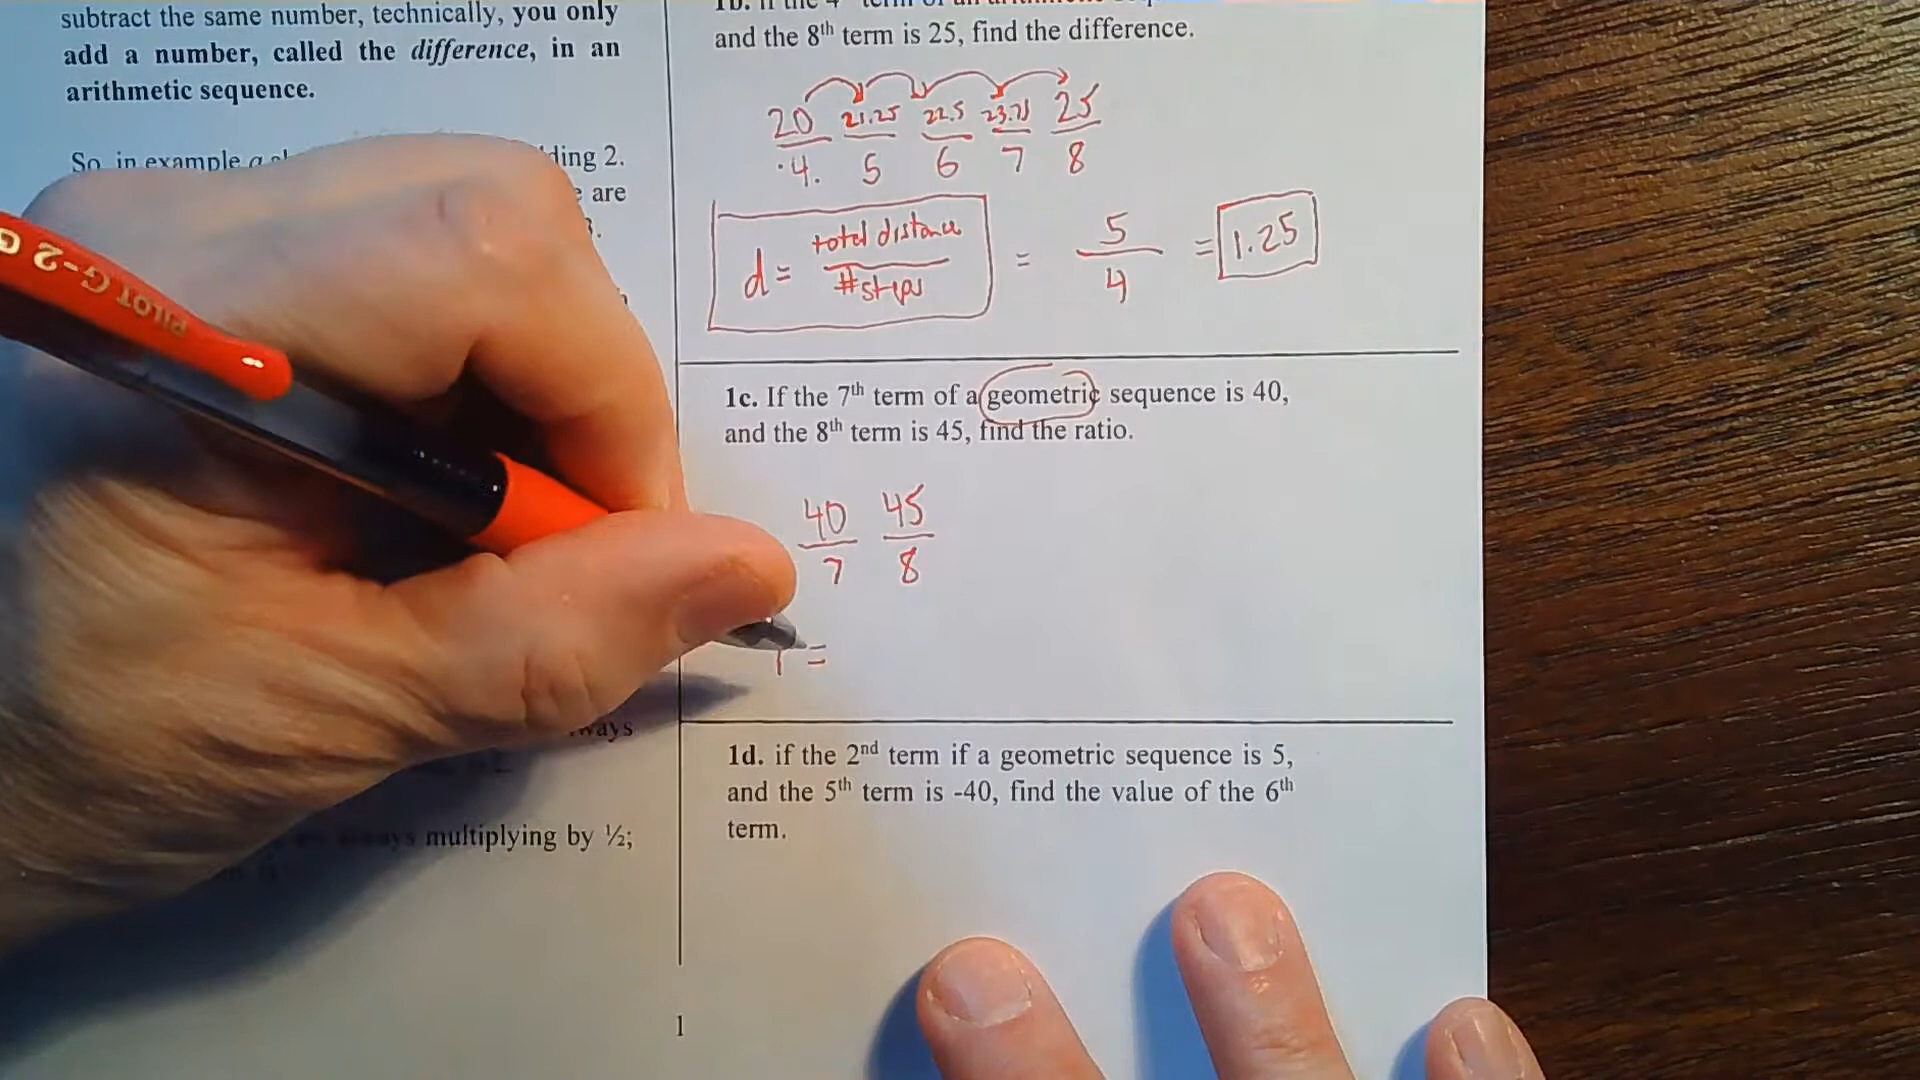 subtract the same number, technically, you only
add a number, called the difference, in an
arithmetic sequence.
So, in example a
ding 2.
are
3.
ways
multiplying by ½;
PILOT G-2
and the 8th term is 25, find the difference.
20 21.25 22.5 23.75 25
4. 5 6 7 8
d = total distance / #steps = 5 / 4 = 1.25
1c. If the 7th term of a geometric sequence is 40,
and the 8th term is 45, find the ratio.
40 45
7 8
r =
1d. if the 2nd term if a geometric sequence is 5,
and the 5th term is -40, find the value of the 6th
term.
1